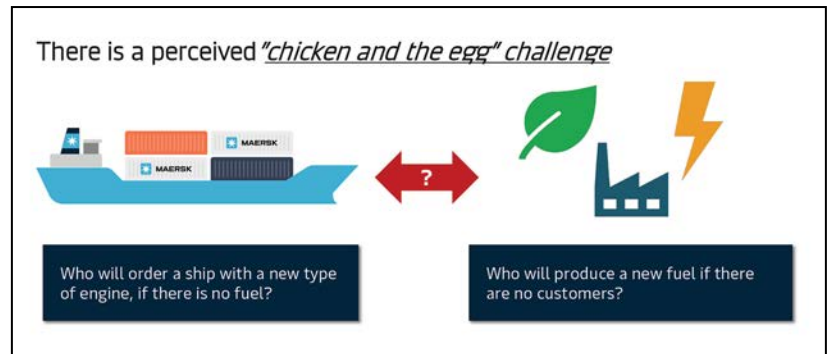 There is a perceived "chicken and the egg" challenge
MAERSK
MAERSK
?
Who will order a ship with a new type
of engine, if there is no fuel?
Who will produce a new fuel if there
are no customers?